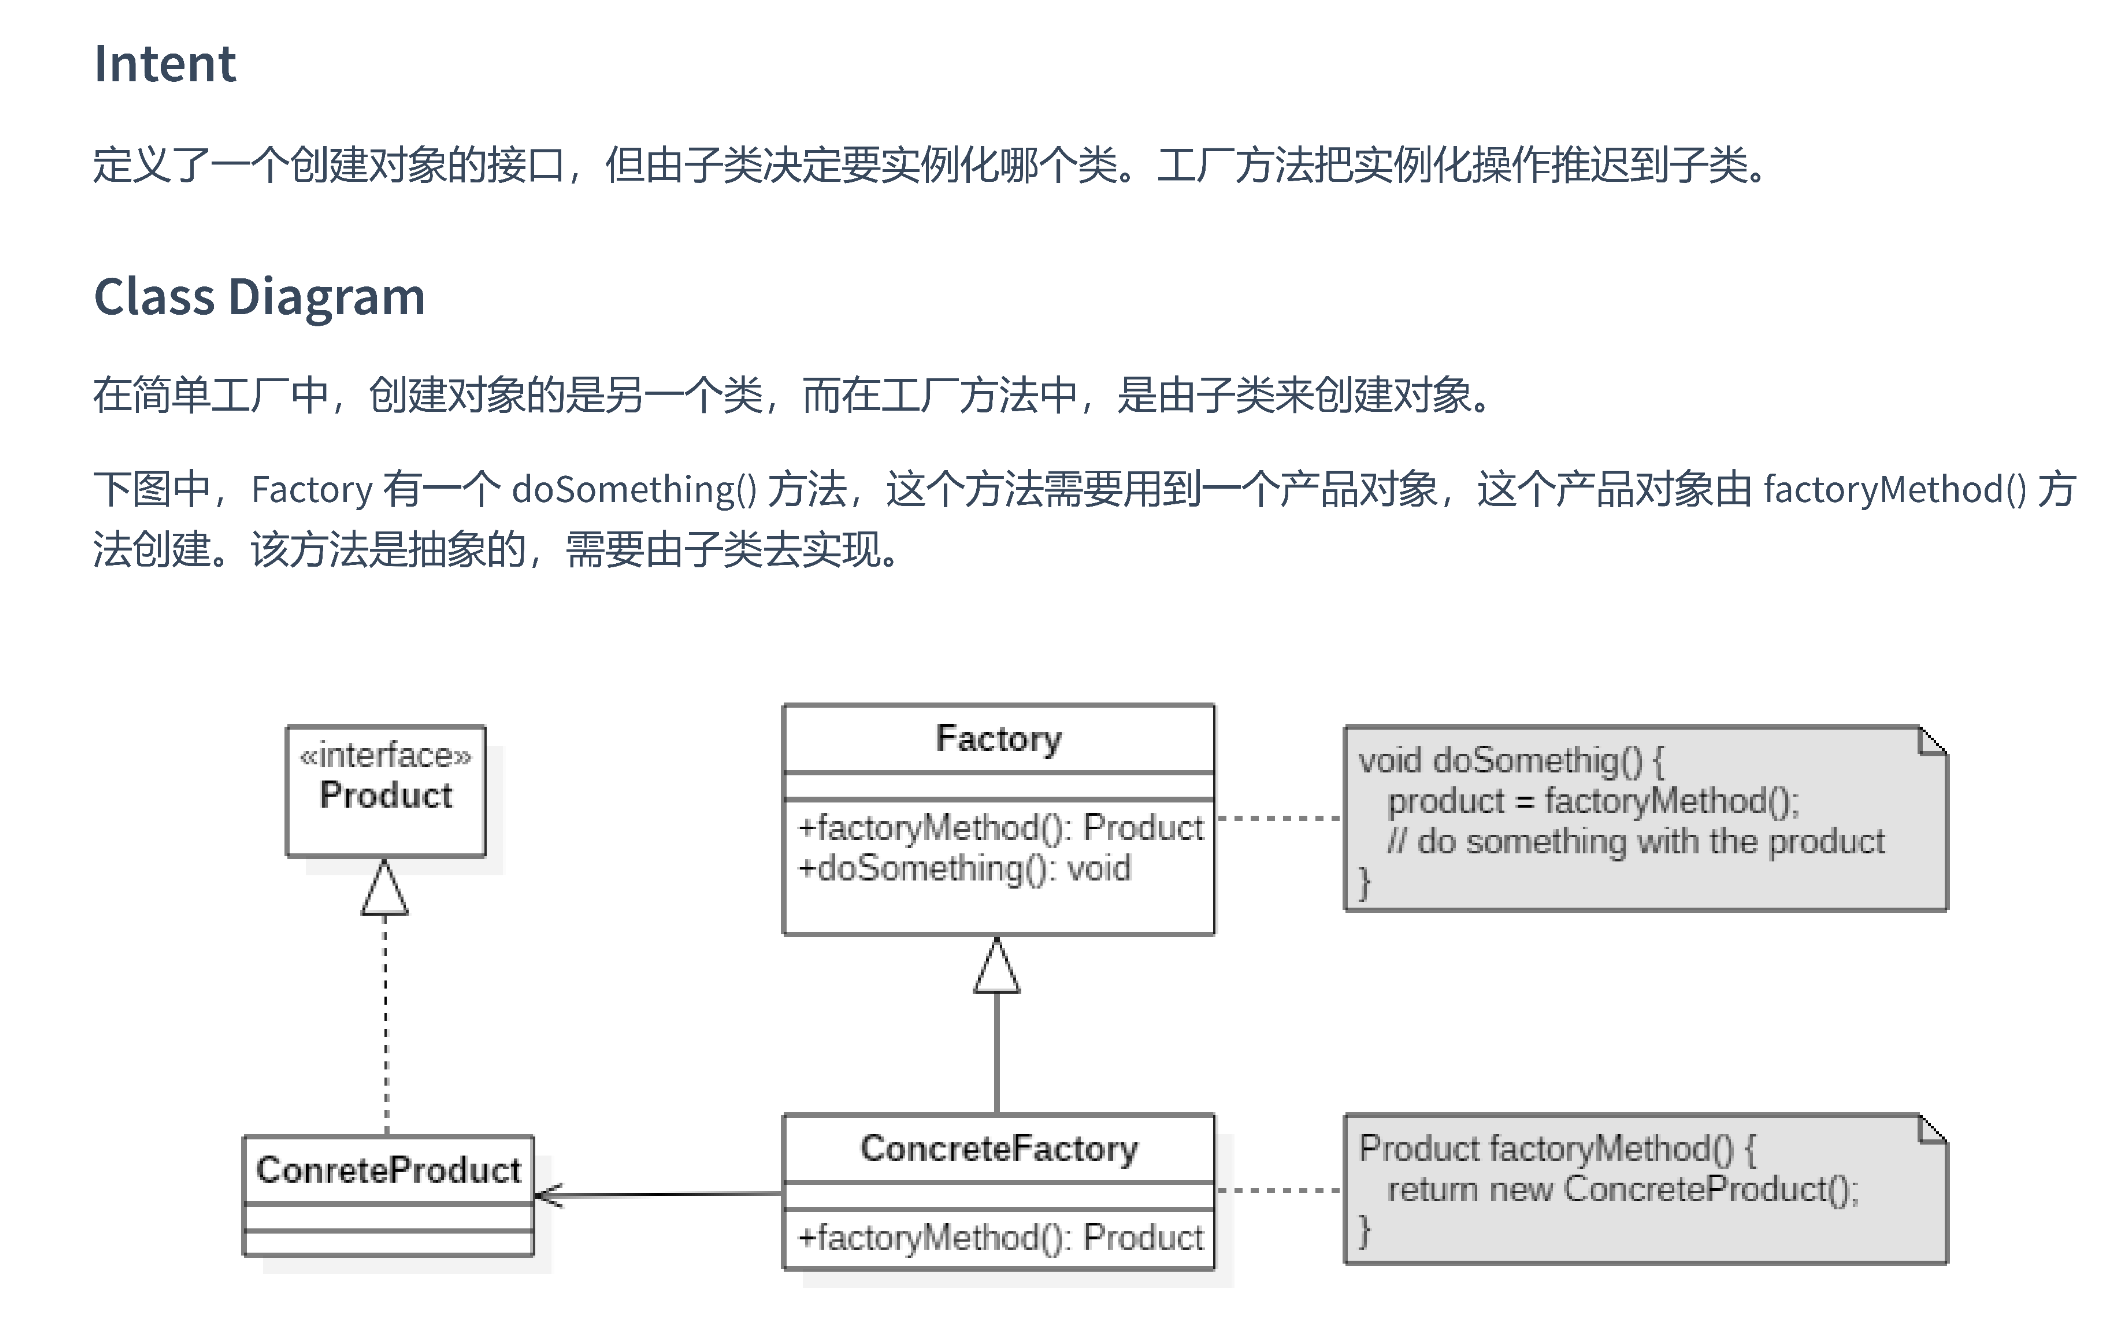 Intent
定义了一个创建对象的接口，但由子类决定要实例化哪个类。工厂方法把实例化操作推迟到子类。
Class Diagram
在简单工厂中，创建对象的是另一个类，而在工厂方法中，是由子类来创建对象。
下图中，Factory 有一个 doSomething() 方法，这个方法需要用到一个产品对象，这个产品对象由 factoryMethod() 方
法创建。该方法是抽象的，需要由子类去实现。
«interface»
Product
Factory
+factoryMethod(): Product
+doSomething(): void
void doSomethig() {
product = factoryMethod();
// do something with the product
}
ConreteProduct
ConcreteFactory
+factoryMethod(): Product
Product factoryMethod() {
return new ConcreteProduct();
}